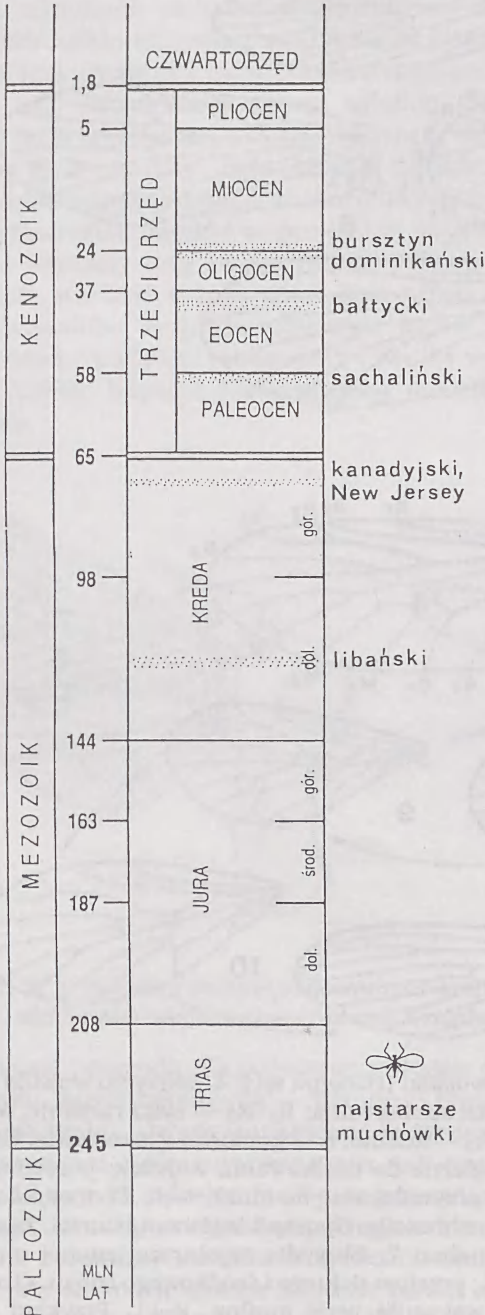 CZWARTORZĘD
1,8
PLIOCEN
5
MIOCEN
24
bursztyn
dominikański
OLIGOCEN
37
bałtycki
EOCEN
58
sachaliński
PALEOCEN
TRZECIORZĘD
KENOZOIK
65
kanadyjski,
New Jersey
gór.
98
KREDA
dol.
libański
144
gór.
163
środ.
JURA
187
dol.
MEZOZOIK
208
TRIAS
najstarsze
muchówki
245
PALEOZOIK
MLN
LAT